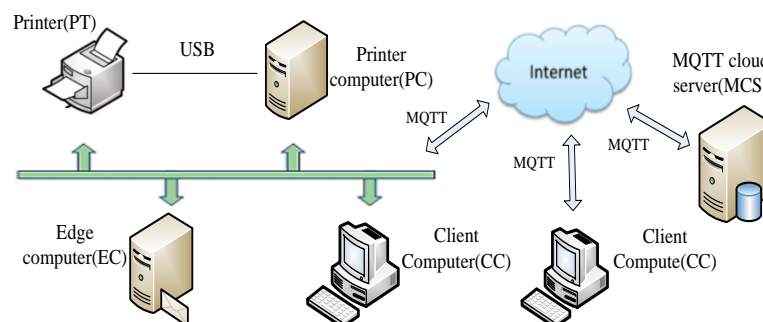 Printer(PT)
USB
Printer
computer(PC)
Internet
MQTT cloud
server(MCS
MQTT
MQTT
MQTT
Edge
computer(EC)
Client
Computer(CC)
Client
Compute(CC)